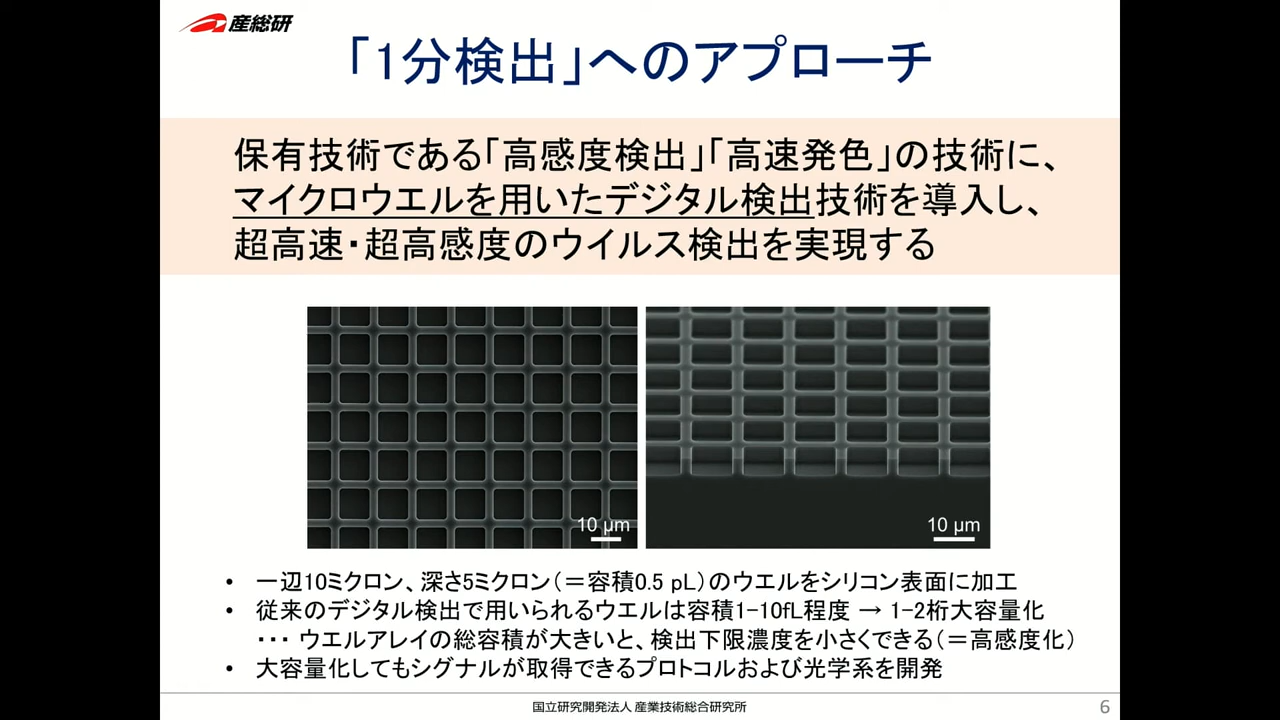 産総研
「1分検出」へのアプローチ
保有技術である「高感度検出」「高速発色」の技術に、
マイクロウエルを用いたデジタル検出技術を導入し、
超高速・超高感度のウイルス検出を実現する
10 μm
10 μm
• 一辺10ミクロン、深さ5ミクロン（＝容積0.5 pL）のウエルをシリコン表面に加工
• 従来のデジタル検出で用いられるウエルは容積1-10fL程度 → 1-2桁大容量化
･･･ ウエルアレイの総容積が大きいと、検出下限濃度を小さくできる（＝高感度化）
• 大容量化してもシグナルが取得できるプロトコルおよび光学系を開発
国立研究開発法人 産業技術総合研究所
6